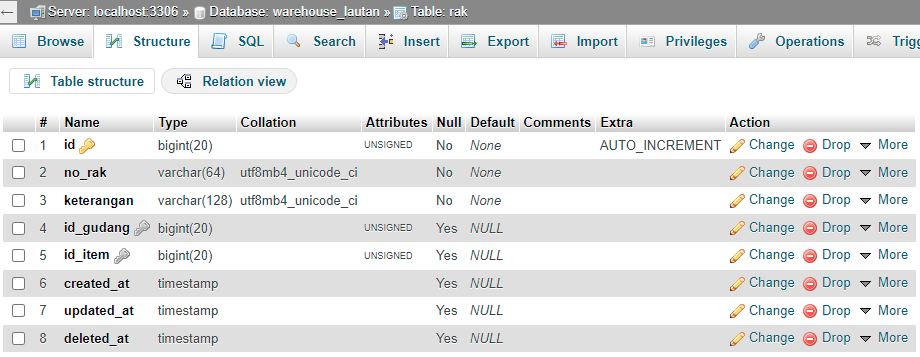 ← Server: localhost:3306 » Database: warehouse_lautan » Table: rak
Browse Structure SQL Search Insert Export Import Privileges Operations Trigg
Table structure Relation view
# Name Type Collation Attributes Null Default Comments Extra Action
1 id bigint(20) UNSIGNED No None AUTO_INCREMENT Change Drop More
2 no_rak varchar(64) utf8mb4_unicode_ci No None Change Drop More
3 keterangan varchar(128) utf8mb4_unicode_ci No None Change Drop More
4 id_gudang bigint(20) UNSIGNED Yes NULL Change Drop More
5 id_item bigint(20) UNSIGNED Yes NULL Change Drop More
6 created_at timestamp Yes NULL Change Drop More
7 updated_at timestamp Yes NULL Change Drop More
8 deleted_at timestamp Yes NULL Change Drop More